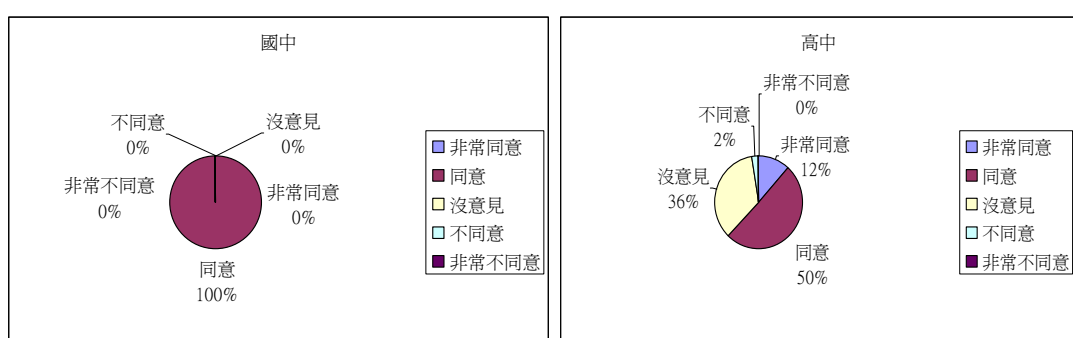 國中
不同意
0%
沒意見
0%
非常不同意
0%
非常同意
0%
同意
100%
非常同意
同意
沒意見
不同意
非常不同意
高中
非常不同意
0%
不同意
2%
非常同意
12%
沒意見
36%
同意
50%
非常同意
同意
沒意見
不同意
非常不同意